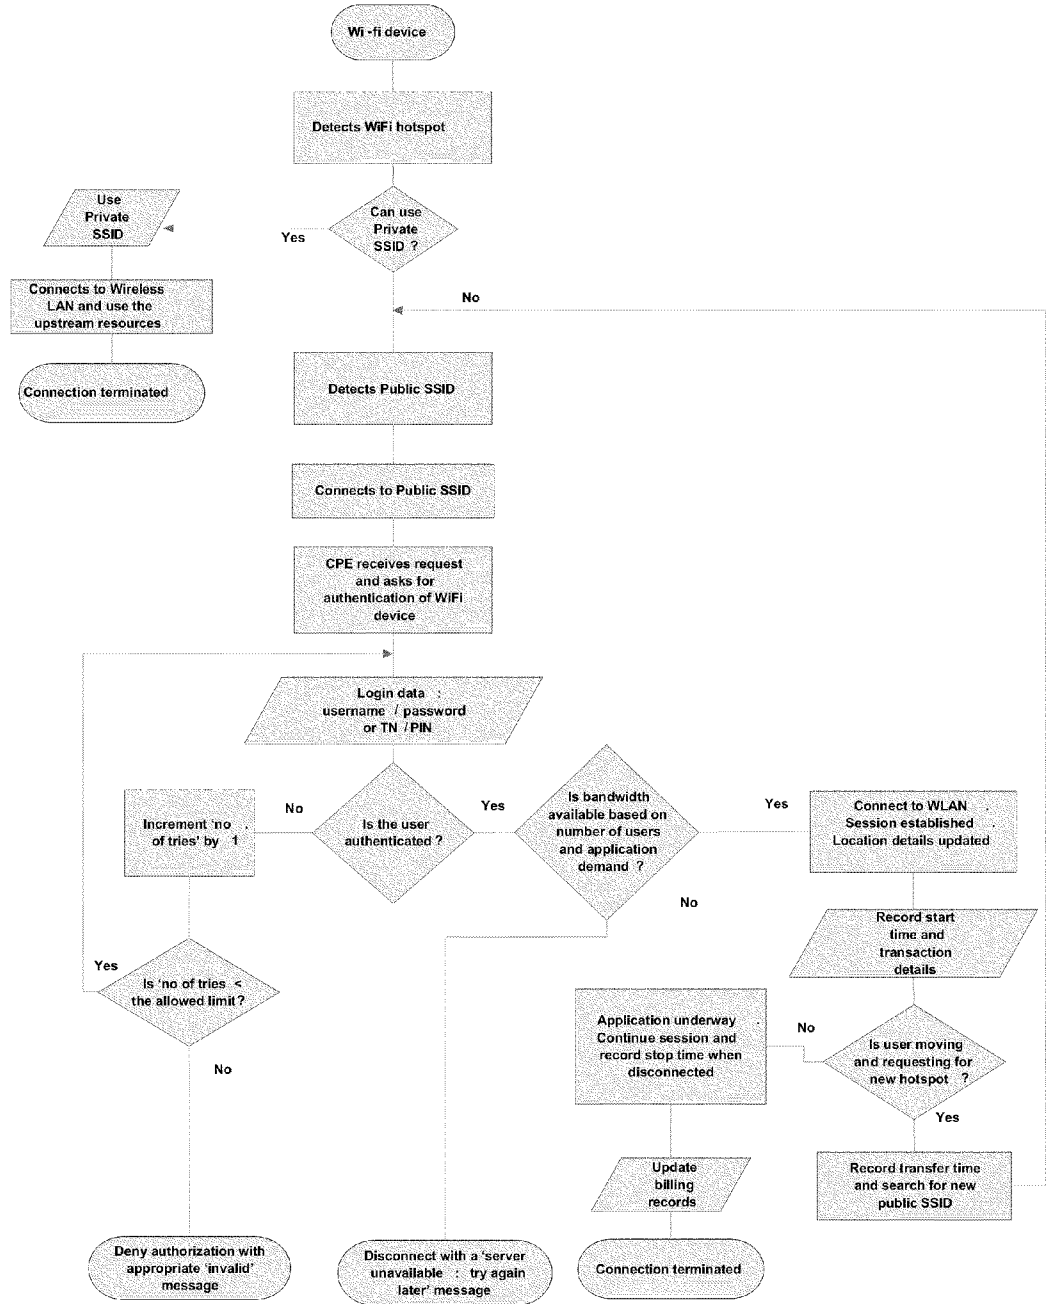 Wi -fi device
Detects WiFi hotspot
Use
Private
SSID
Can use
Private
SSID ?
Yes
Connects to Wireless
LAN and use the
upstream resources
No
Connection terminated
Detects Public SSID
Connects to Public SSID
CPE receives request
and asks for
authentication of WiFi
device
Login data :
username / password
or TN / PIN
Increment 'no .
of tries' by 1
No
Is the user
authenticated ?
Yes
Is bandwidth
available based on
number of users
and application
demand ?
Yes
Connect to WLAN .
Session established .
Location details updated
No
Record start
time and
transaction
details
Yes
Is 'no of tries <
the allowed limit?
No
Application underway .
Continue session and
record stop time when
disconnected
No
Is user moving
and requesting for
new hotspot ?
Yes
Update
billing
records
Record transfer time
and search for new
public SSID
Deny authorization with
appropriate 'invalid'
message
Disconnect with a 'server
unavailable : try again
later' message
Connection terminated